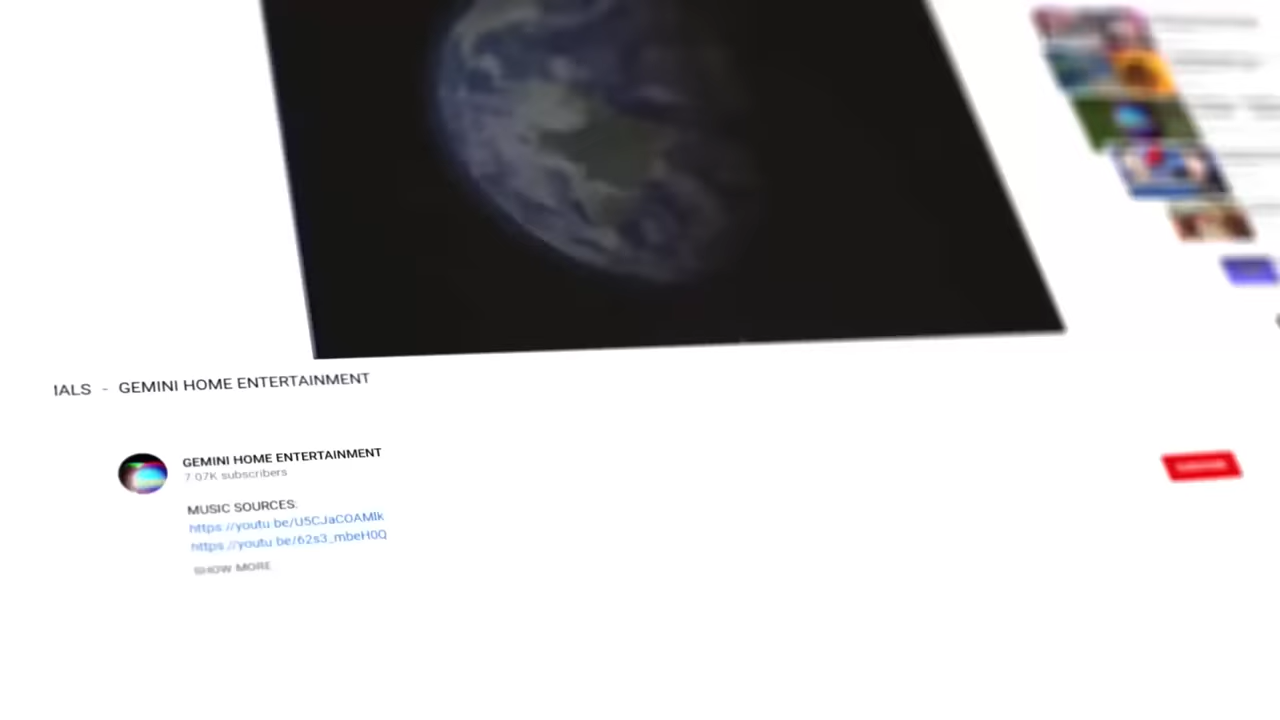 IALS - GEMINI HOME ENTERTAINMENT
GEMINI HOME ENTERTAINMENT
7.07K subscribers
MUSIC SOURCES:
https://youtu.be/U5CJaCOAMlk
https://youtu.be/62s3_mbeH0Q
SHOW MORE